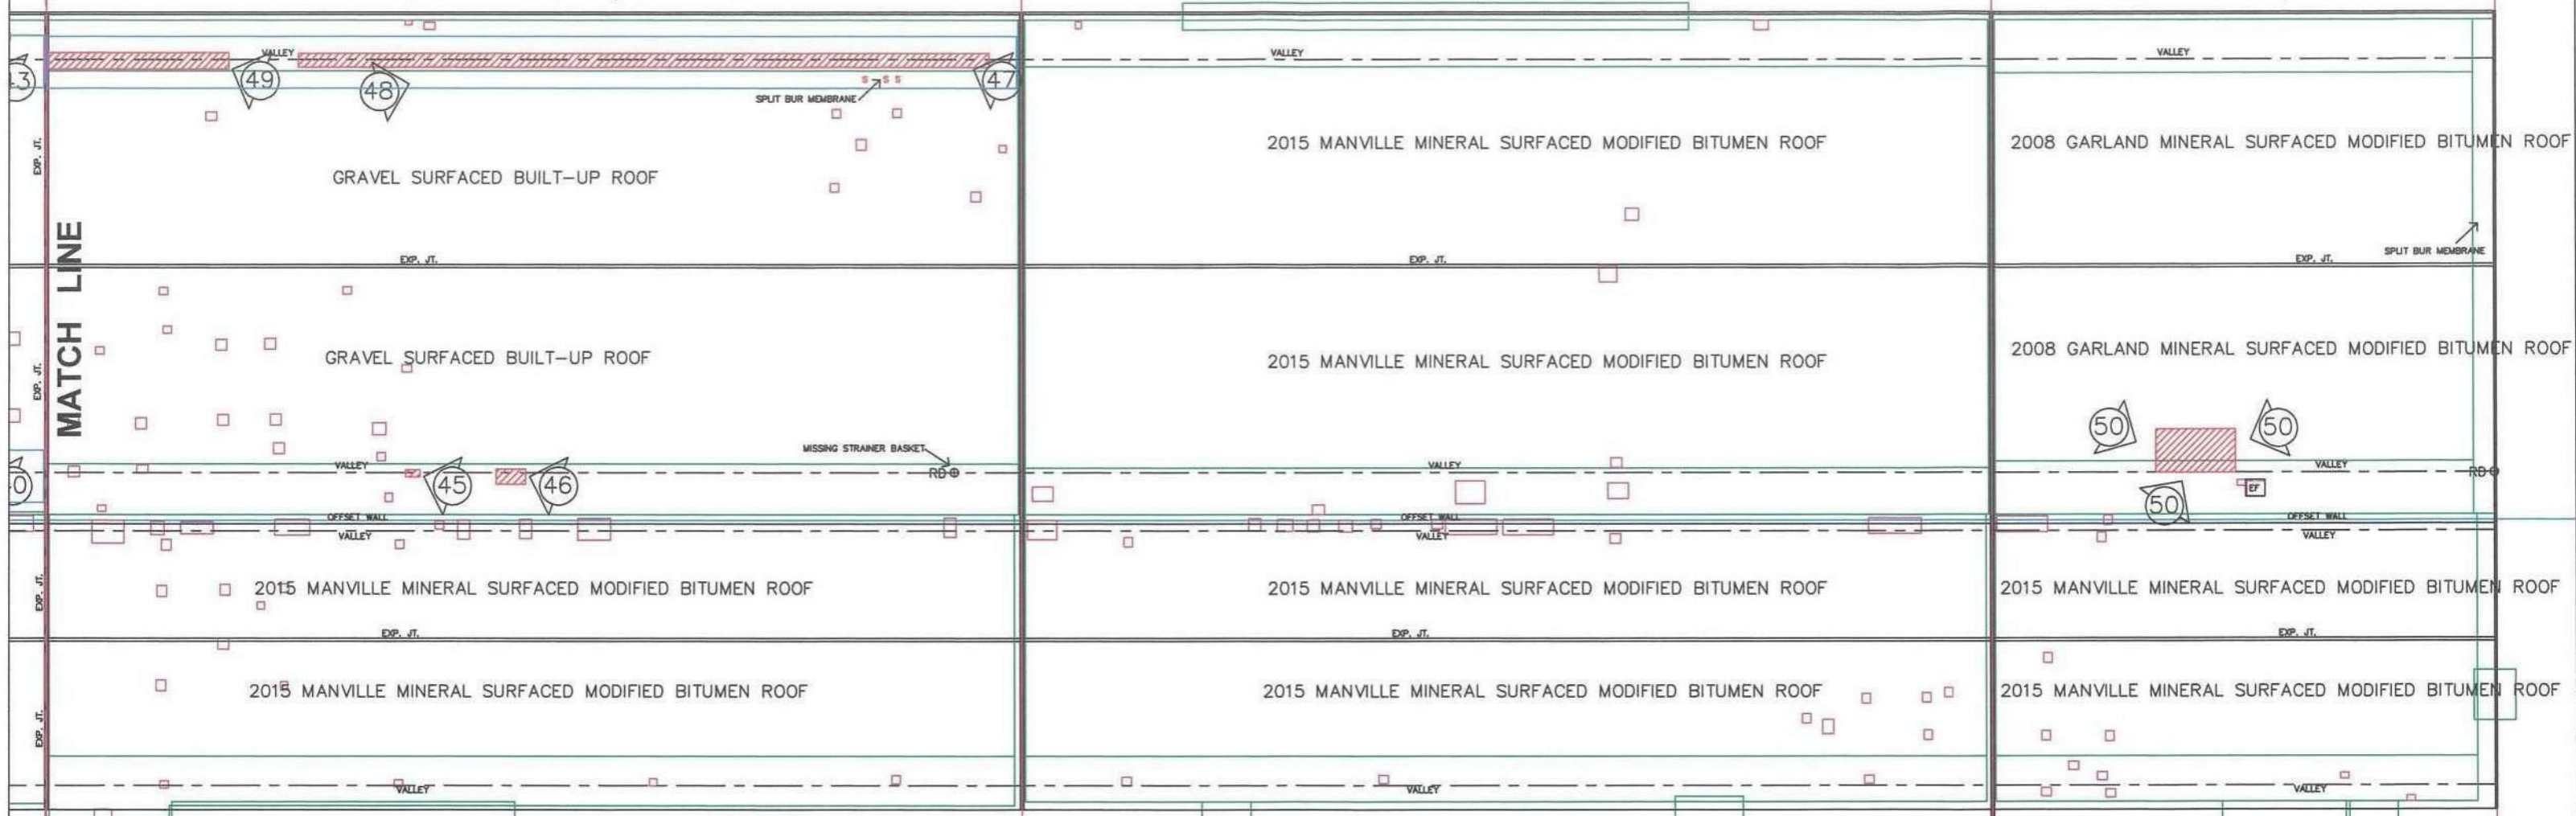 VALLEY
VALLEY
VALLEY
49
48
47
S S S
SPLIT BUR MEMBRANE
EXP. JT.
2015 MANVILLE MINERAL SURFACED MODIFIED BITUMEN ROOF
2008 GARLAND MINERAL SURFACED MODIFIED BITUMEN ROOF
GRAVEL SURFACED BUILT-UP ROOF
MATCH LINE
SPLIT BUR MEMBRANE
EXP. JT.
EXP. JT.
EXP. JT.
EXP. JT.
GRAVEL SURFACED BUILT-UP ROOF
2015 MANVILLE MINERAL SURFACED MODIFIED BITUMEN ROOF
2008 GARLAND MINERAL SURFACED MODIFIED BITUMEN ROOF
50
50
MISSING STRAINER BASKET
VALLEY
VALLEY
VALLEY
RD
RD
45
46
EF
50
OFFSET WALL
OFFSET WALL
OFFSET WALL
VALLEY
VALLEY
VALLEY
EXP. JT.
2015 MANVILLE MINERAL SURFACED MODIFIED BITUMEN ROOF
2015 MANVILLE MINERAL SURFACED MODIFIED BITUMEN ROOF
2015 MANVILLE MINERAL SURFACED MODIFIED BITUMEN ROOF
EXP. JT.
EXP. JT.
EXP. JT.
EXP. JT.
2015 MANVILLE MINERAL SURFACED MODIFIED BITUMEN ROOF
2015 MANVILLE MINERAL SURFACED MODIFIED BITUMEN ROOF
2015 MANVILLE MINERAL SURFACED MODIFIED BITUMEN ROOF
VALLEY
VALLEY
VALLEY